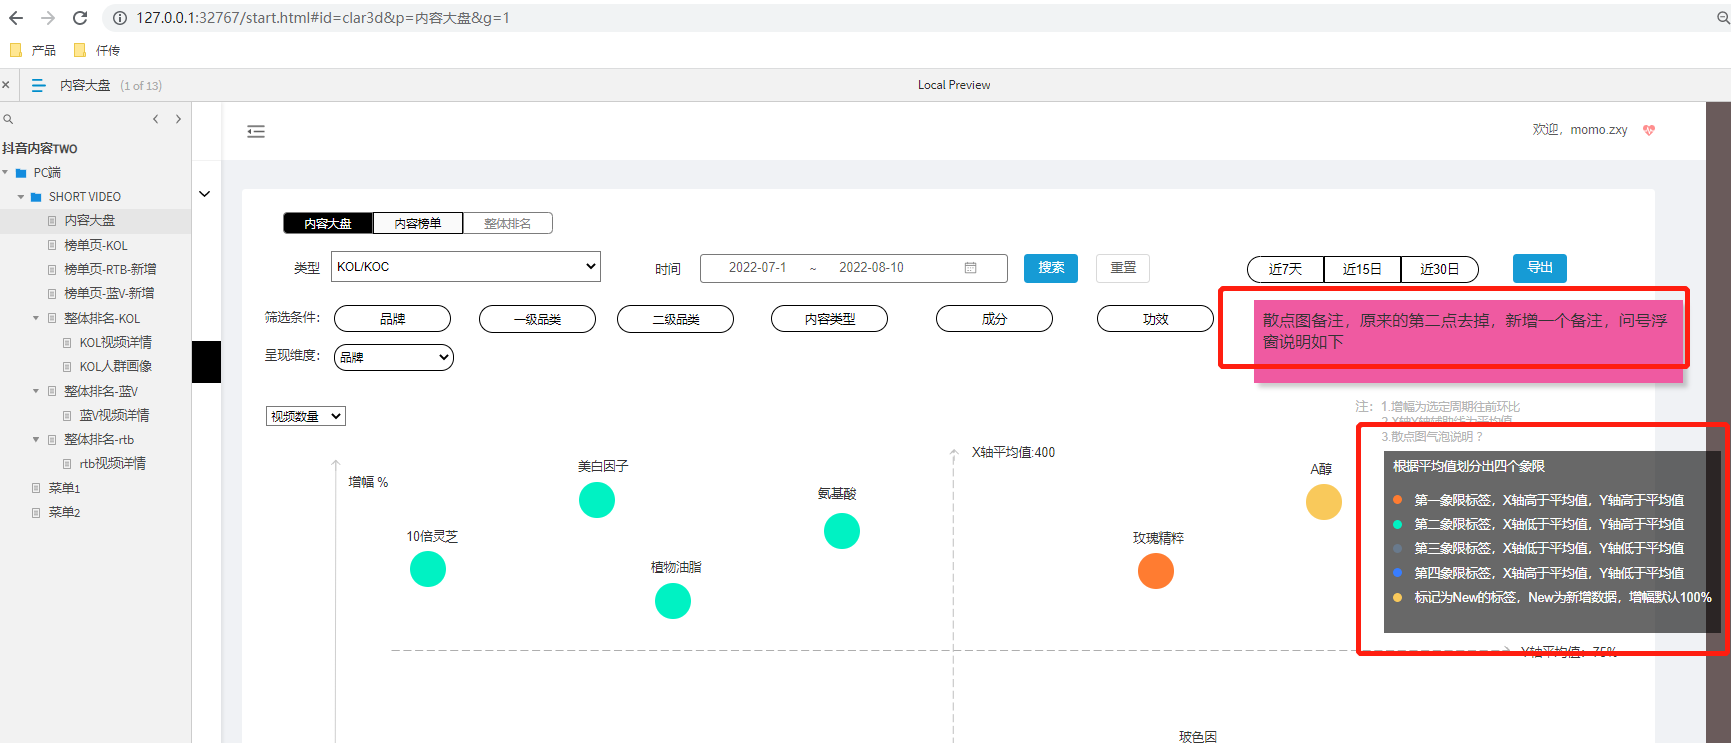 127.0.0.1:32767/start.html#id=clar3d&p=内容大盘&g=1
产品 仟传
内容大盘 (1 of 13) Local Preview
欢迎，momo.zxy
抖音内容TWO
PC端
SHORT VIDEO
内容大盘
榜单页-KOL
榜单页-RTB-新增
榜单页-蓝V-新增
整体排名-KOL
KOL视频详情
KOL人群画像
整体排名-蓝V
蓝V视频详情
整体排名-rtb
rtb视频详情
菜单1
菜单2
内容大盘 内容榜单 整体排名
类型 KOL/KOC 时间 2022-07-1 ~ 2022-08-10 搜索 重置 近7天 近15日 近30日 导出
筛选条件： 品牌 一级品类 二级品类 内容类型 成分 功效
散点图备注，原来的第二点去掉，新增一个备注，问号浮
窗说明如下
呈现维度： 品牌
视频数量
注：1.增幅为选定周期往前环比
2.X轴Y轴辅助线为平均值
3.散点图气泡说明？
根据平均值划分出四个象限
第一象限标签，X轴高于平均值，Y轴高于平均值
第二象限标签，X轴低于平均值，Y轴高于平均值
第三象限标签，X轴低于平均值，Y轴低于平均值
第四象限标签，X轴高于平均值，Y轴低于平均值
标记为New的标签，New为新增数据，增幅默认100%
X轴平均值:400
增幅 %
美白因子
A醇
氨基酸
10倍灵芝
玫瑰精粹
植物油脂
Y轴平均值：75%
玻色因